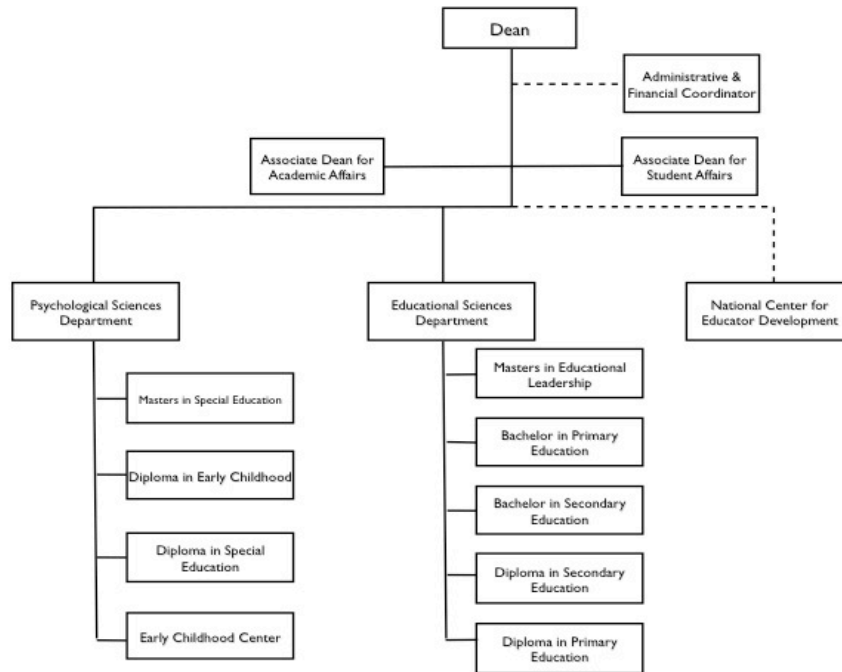 Dean
Administrative &
Financial Coordinator
Associate Dean for
Academic Affairs
Associate Dean for
Student Affairs
Psychological Sciences
Department
Educational Sciences
Department
National Center for
Educator Development
Masters in Special Education
Diploma in Early Childhood
Diploma in Special
Education
Early Childhood Center
Masters in Educational
Leadership
Bachelor in Primary
Education
Bachelor in Secondary
Education
Diploma in Secondary
Education
Diploma in Primary
Education